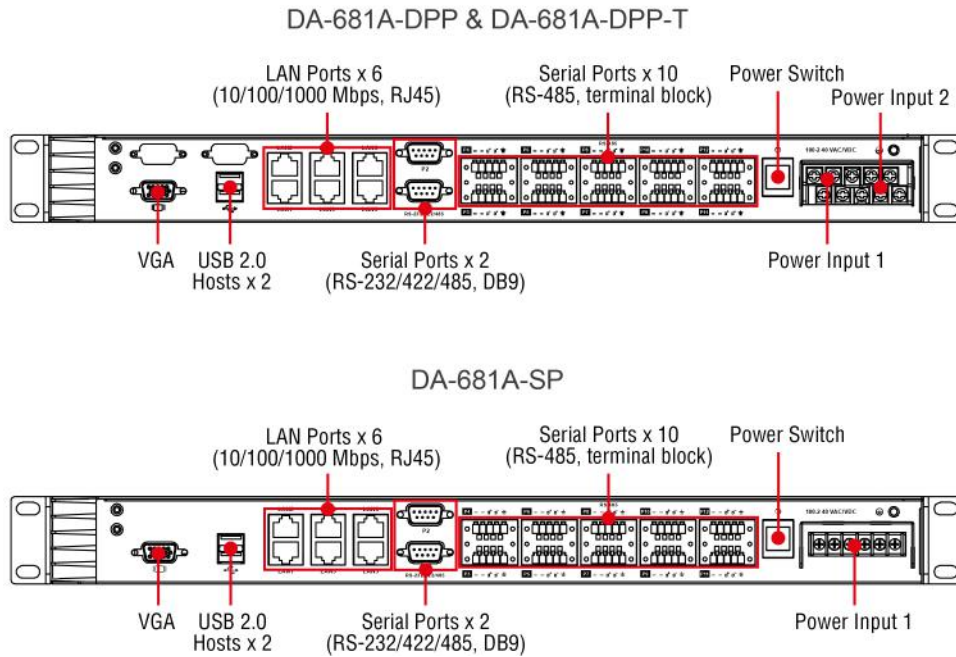 DA-681A-DPP & DA-681A-DPP-T
LAN Ports x 6
(10/100/1000 Mbps, RJ45)
Serial Ports x 10
(RS-485, terminal block)
Power Switch
Power Input 2
P2
VGA
USB 2.0
Hosts x 2
Serial Ports x 2
(RS-232/422/485, DB9)
Power Input 1
DA-681A-SP
LAN Ports x 6
(10/100/1000 Mbps, RJ45)
Serial Ports x 10
(RS-485, terminal block)
Power Switch
P2
VGA
USB 2.0
Hosts x 2
Serial Ports x 2
(RS-232/422/485, DB9)
Power Input 1